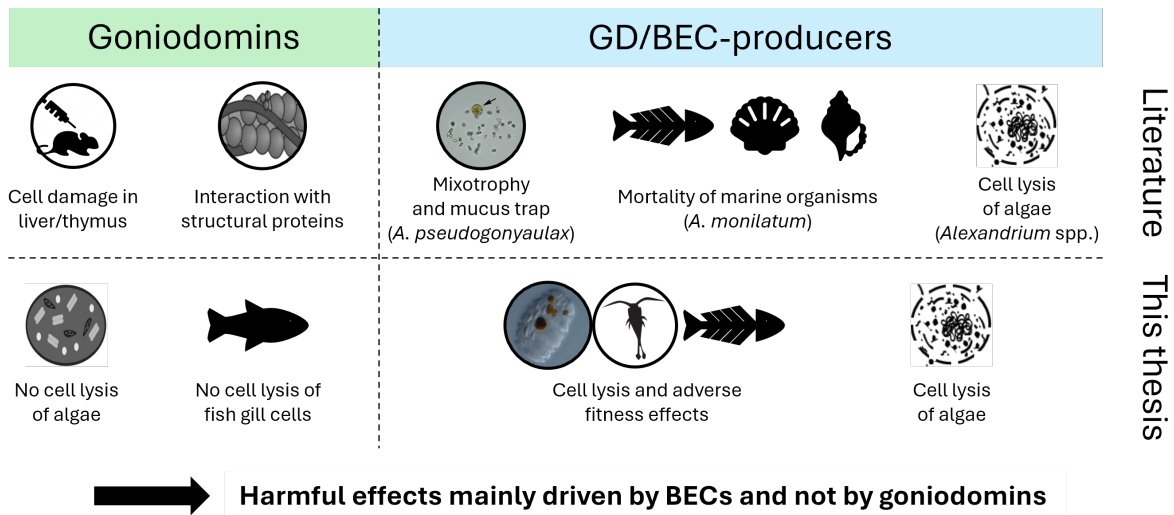 Goniodomins
GD/BEC-producers
Literature
Cell damage in
liver/thymus
Interaction with
structural proteins
Mixotrophy
and mucus trap
(A. pseudogonyaulax)
Mortality of marine organisms
(A. monilatum)
Cell lysis
of algae
(Alexandrium spp.)
This thesis
No cell lysis
of algae
No cell lysis of
fish gill cells
Cell lysis and adverse
fitness effects
Cell lysis
of algae
Harmful effects mainly driven by BECs and not by goniodomins